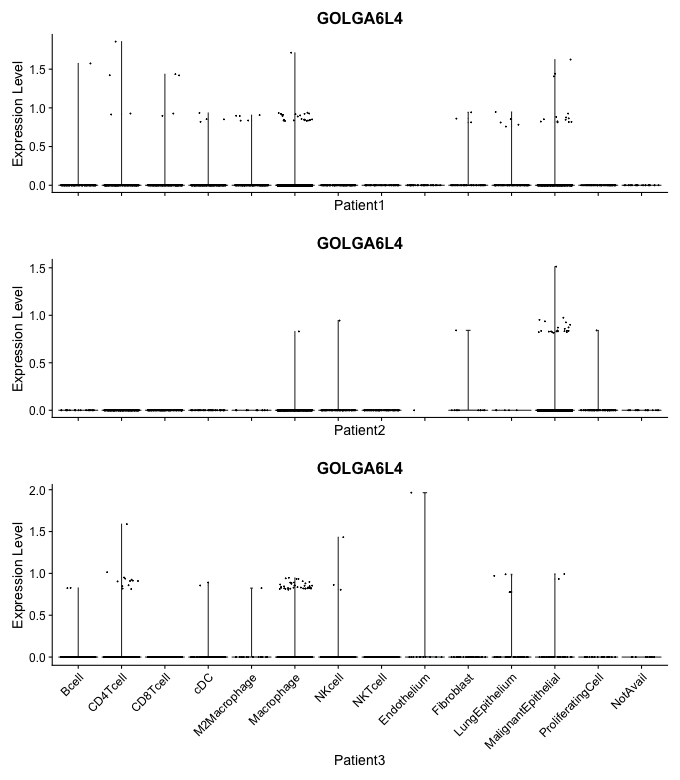 GOLGA6L4
Expression Level
1.5
1.0
0.5
0.0
Patient1
GOLGA6L4
Expression Level
1.5
1.0
0.5
0.0
Patient2
GOLGA6L4
Expression Level
2.0
1.5
1.0
0.5
0.0
Bcell
CD4Tcell
CD8Tcell
cDC
M2Macrophage
Macrophage
NKcell
NKTcell
Endothelium
Fibroblast
LungEpithelium
MalignantEpithelial
ProliferatingCell
NotAvail
Patient3